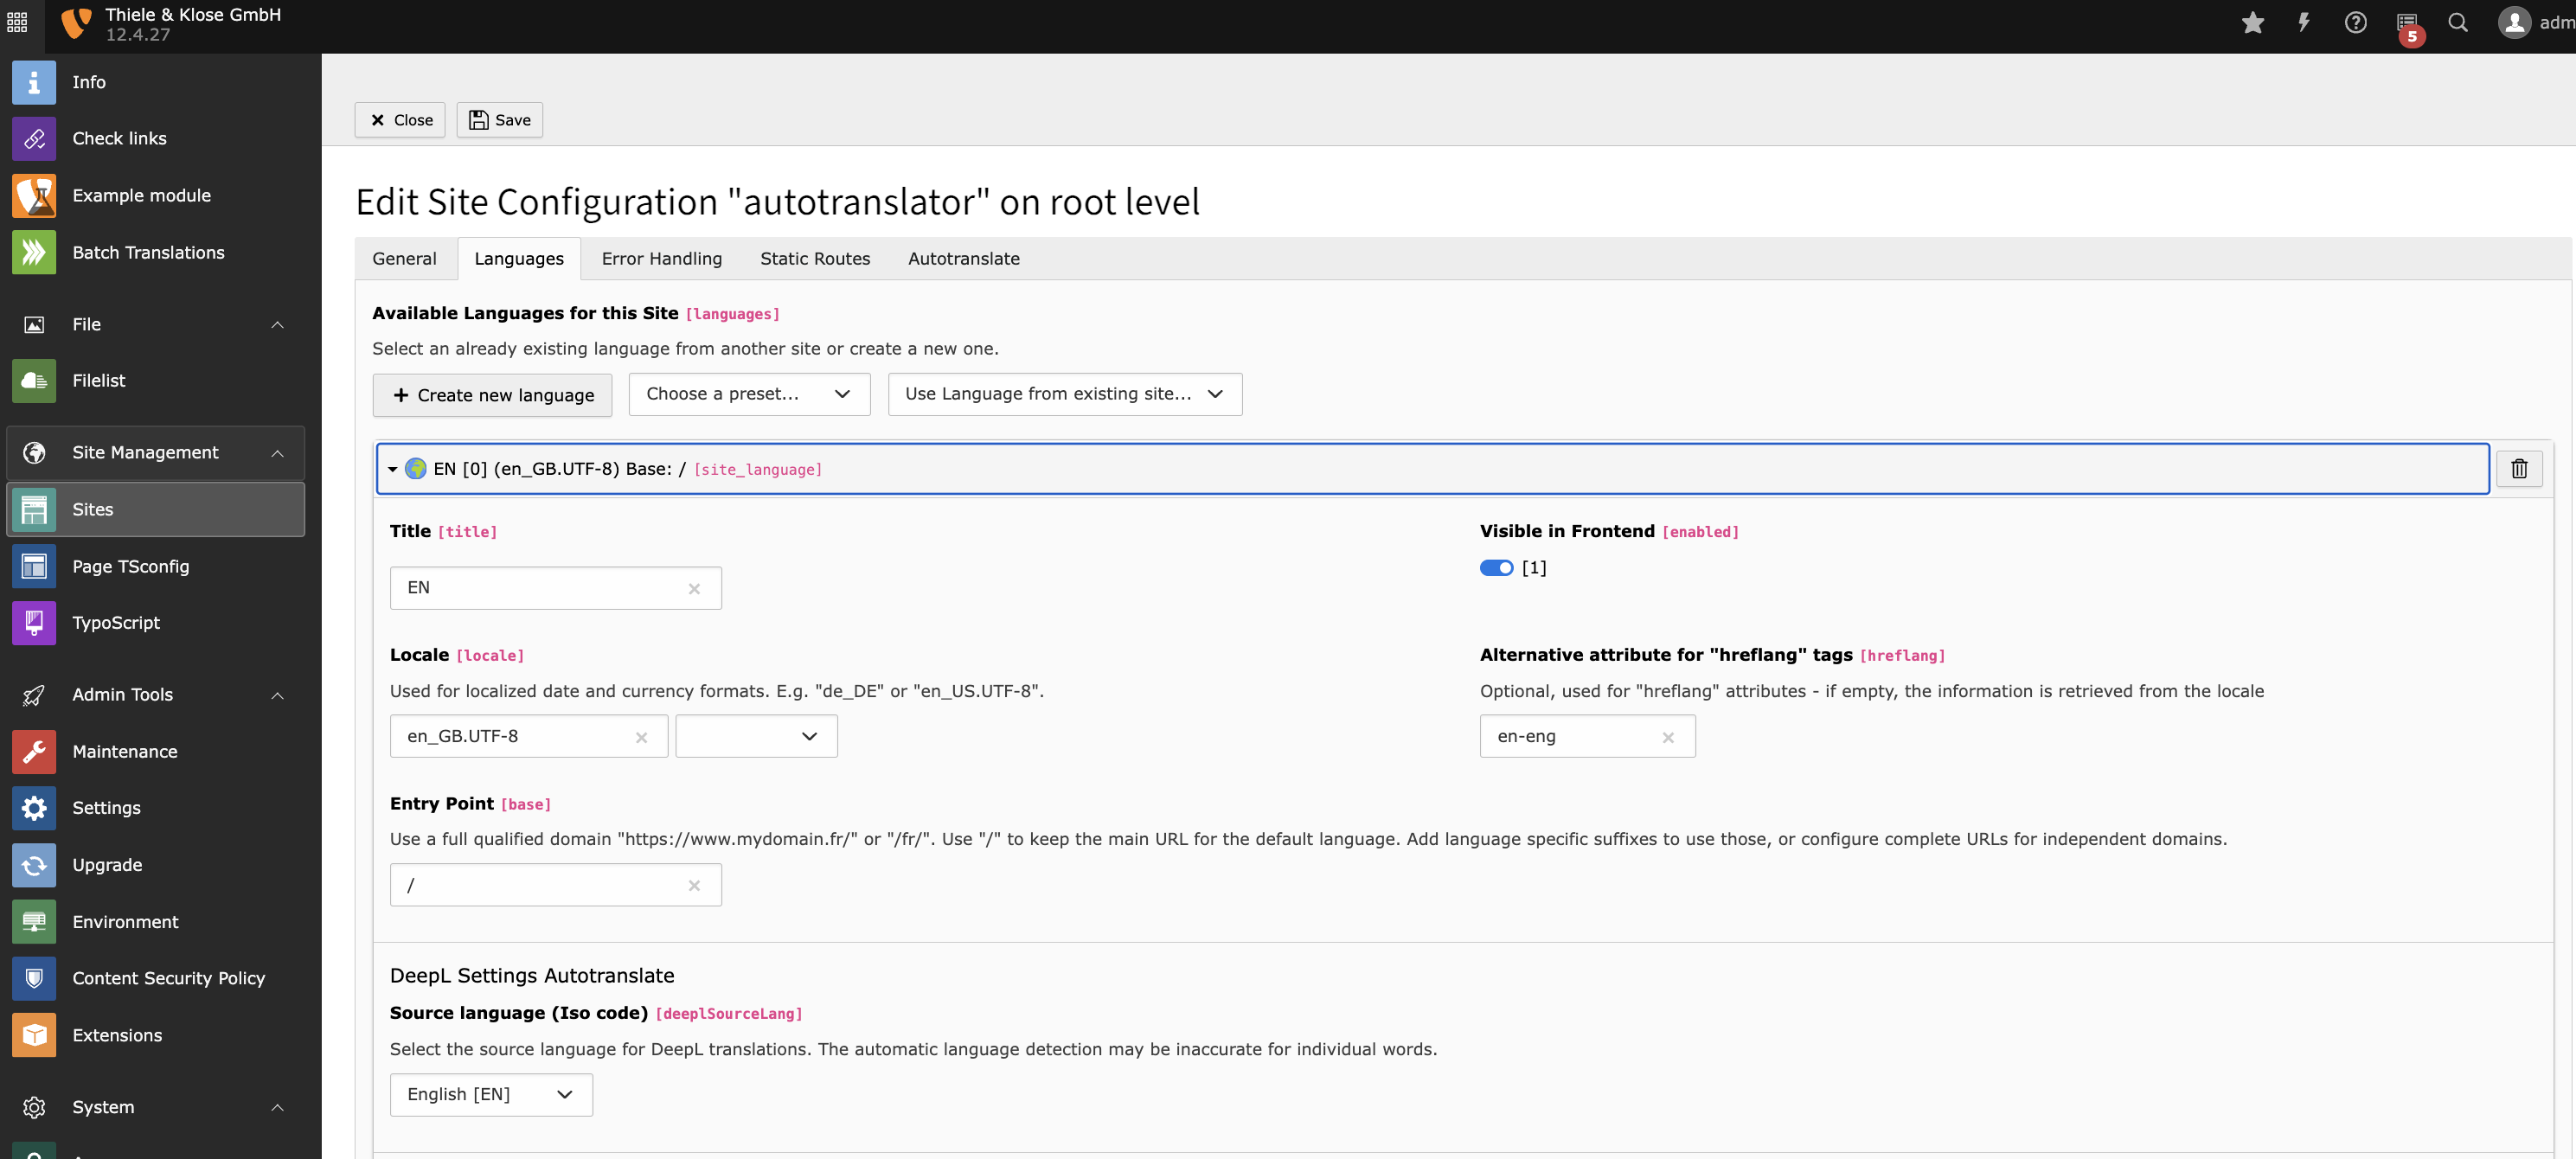 Thiele & Klose GmbH
12.4.27
5
adm
Info
Check links
Example module
Batch Translations
File
Filelist
Site Management
Sites
Page TSconfig
TypoScript
Admin Tools
Maintenance
Settings
Upgrade
Environment
Content Security Policy
Extensions
System
Close
Save
Edit Site Configuration "autotranslator" on root level
General
Languages
Error Handling
Static Routes
Autotranslate
Available Languages for this Site [languages]
Select an already existing language from another site or create a new one.
Create new language
Choose a preset...
Use Language from existing site...
EN [0] (en_GB.UTF-8) Base: / [site_language]
Title [title]
EN
Visible in Frontend [enabled]
[1]
Locale [locale]
Used for localized date and currency formats. E.g. "de_DE" or "en_US.UTF-8".
en_GB.UTF-8
Alternative attribute for "hreflang" tags [hreflang]
Optional, used for "hreflang" attributes - if empty, the information is retrieved from the locale
en-eng
Entry Point [base]
Use a full qualified domain "https://www.mydomain.fr/" or "/fr/". Use "/" to keep the main URL for the default language. Add language specific suffixes to use those, or configure complete URLs for independent domains.
/
DeepL Settings Autotranslate
Source language (Iso code) [deeplSourceLang]
Select the source language for DeepL translations. The automatic language detection may be inaccurate for individual words.
English [EN]